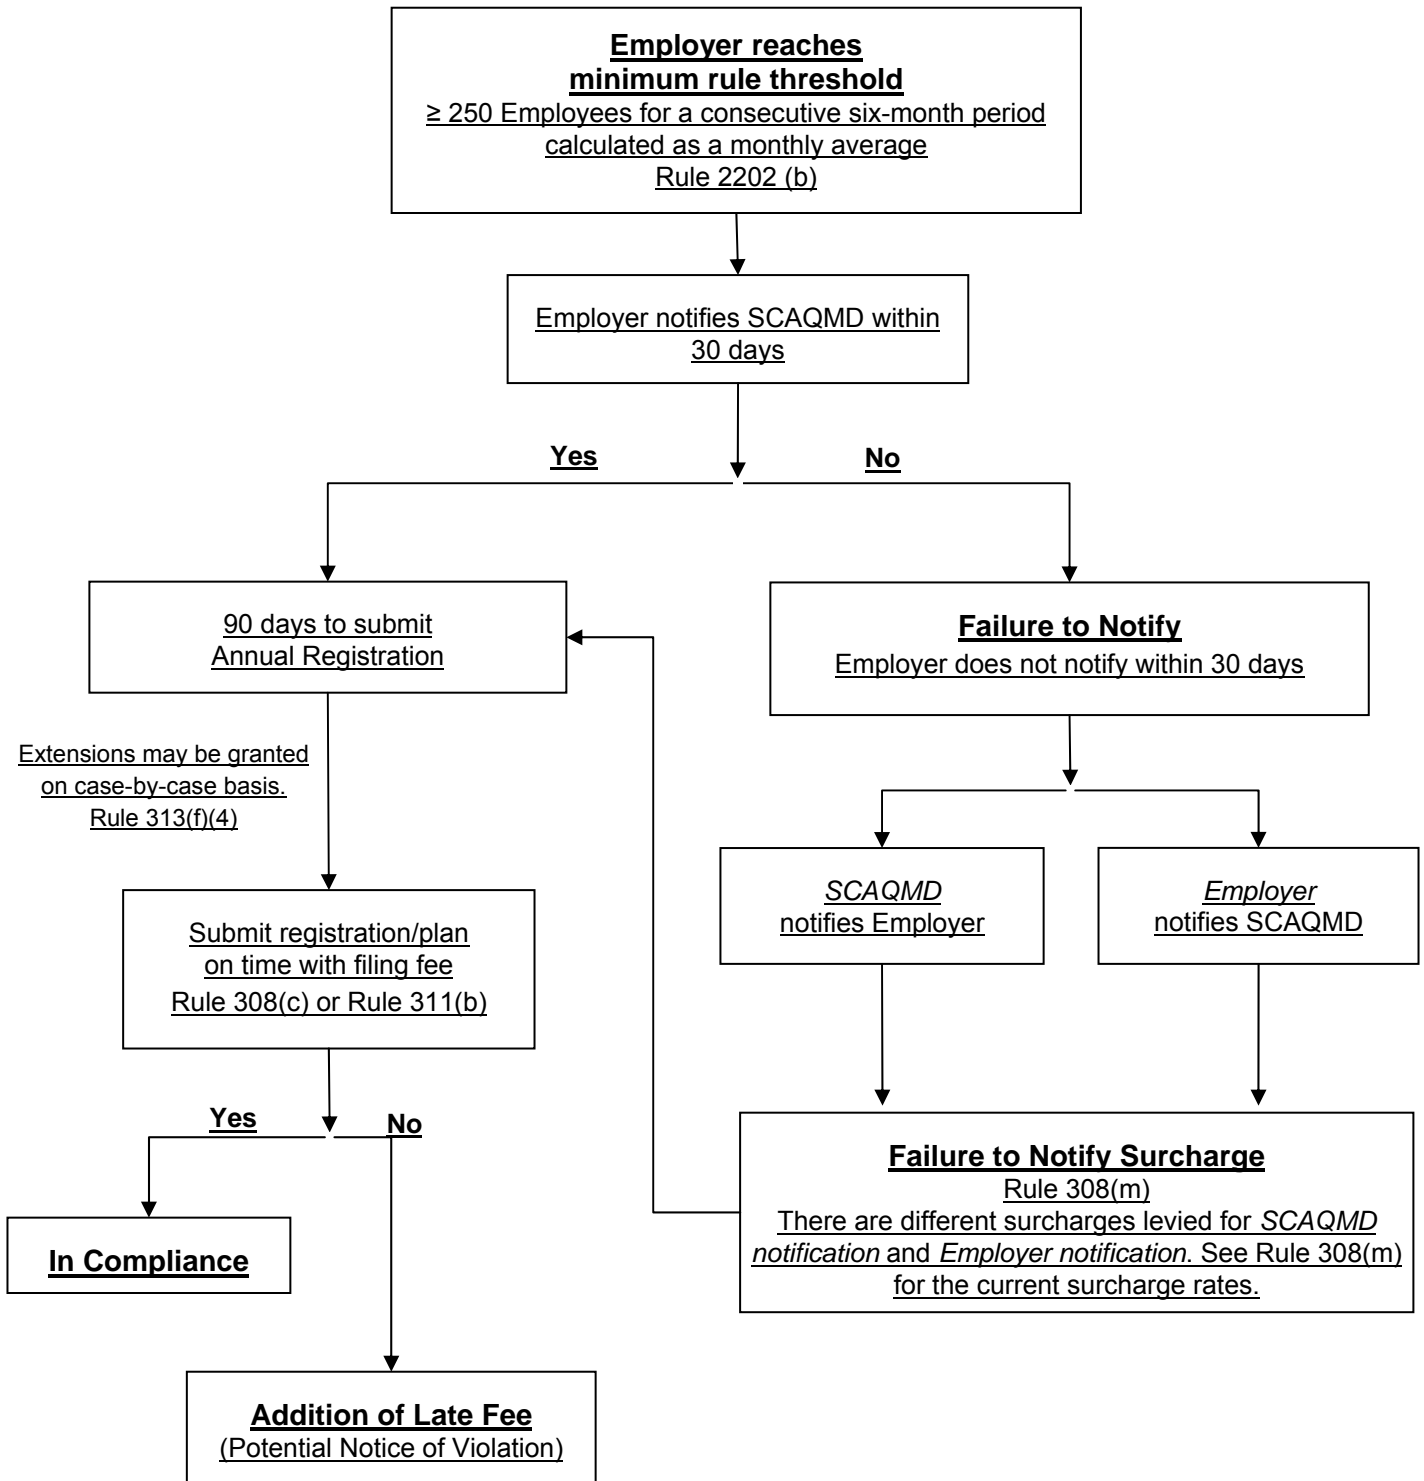 Employer reaches
minimum rule threshold
≥ 250 Employees for a consecutive six-month period
calculated as a monthly average
Rule 2202 (b)
Employer notifies SCAQMD within
30 days
Yes
No
90 days to submit
Annual Registration
Failure to Notify
Employer does not notify within 30 days
Extensions may be granted
on case-by-case basis.
Rule 313(f)(4)
SCAQMD
notifies Employer
Employer
notifies SCAQMD
Submit registration/plan
on time with filing fee
Rule 308(c) or Rule 311(b)
Yes
No
Failure to Notify Surcharge
Rule 308(m)
There are different surcharges levied for SCAQMD
notification and Employer notification. See Rule 308(m)
for the current surcharge rates.
In Compliance
Addition of Late Fee
(Potential Notice of Violation)